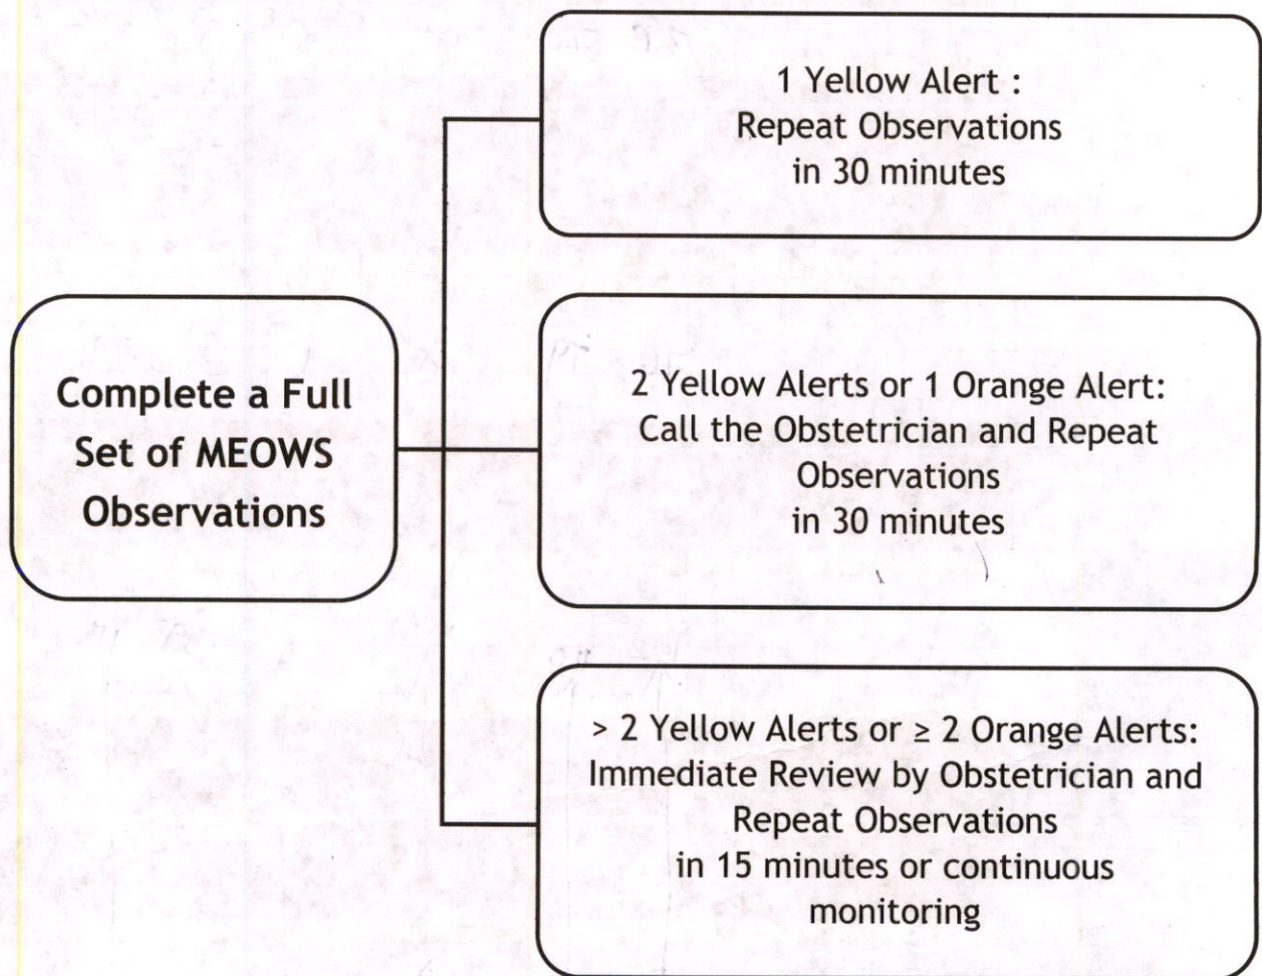 1 Yellow Alert :
Repeat Observations
in 30 minutes
Complete a Full
Set of MEOWS
Observations
2 Yellow Alerts or 1 Orange Alert:
Call the Obstetrician and Repeat
Observations
in 30 minutes
> 2 Yellow Alerts or ≥ 2 Orange Alerts:
Immediate Review by Obstetrician and
Repeat Observations
in 15 minutes or continuous
monitoring